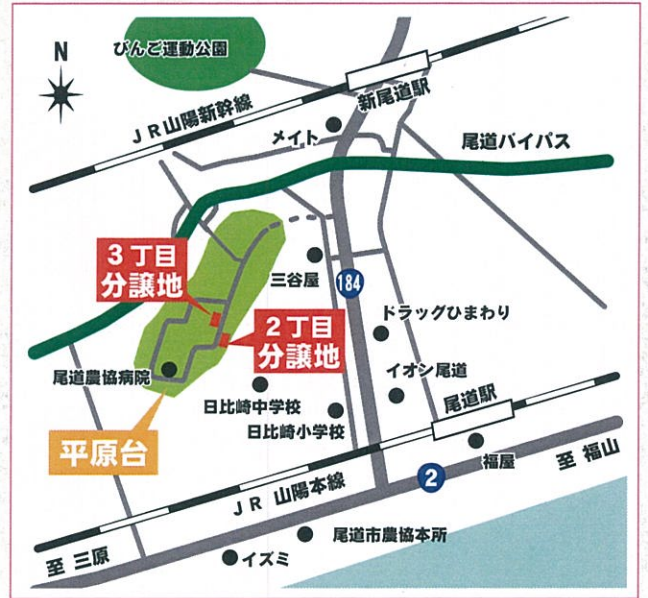 びんご運動公園
N
新尾道駅
JR山陽新幹線
メイト
尾道バイパス
3丁目
分譲地
三谷屋
184
ドラッグひまわり
2丁目
分譲地
尾道農協病院
イオン尾道
日比崎中学校
尾道駅
日比崎小学校
平原台
福屋
至 福山
2
JR 山陽本線
尾道市農協本所
至 三原
イズミ